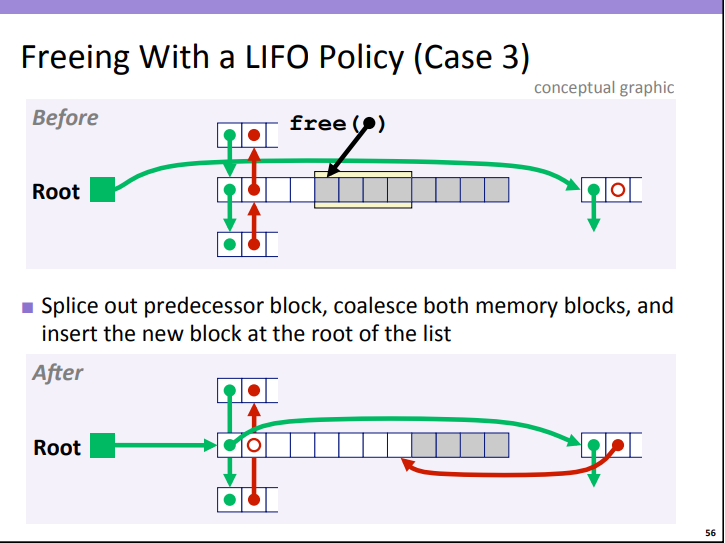 Freeing With a LIFO Policy (Case 3)
conceptual graphic
Before
free( )
Root
Splice out predecessor block, coalesce both memory blocks, and
insert the new block at the root of the list
After
Root
56